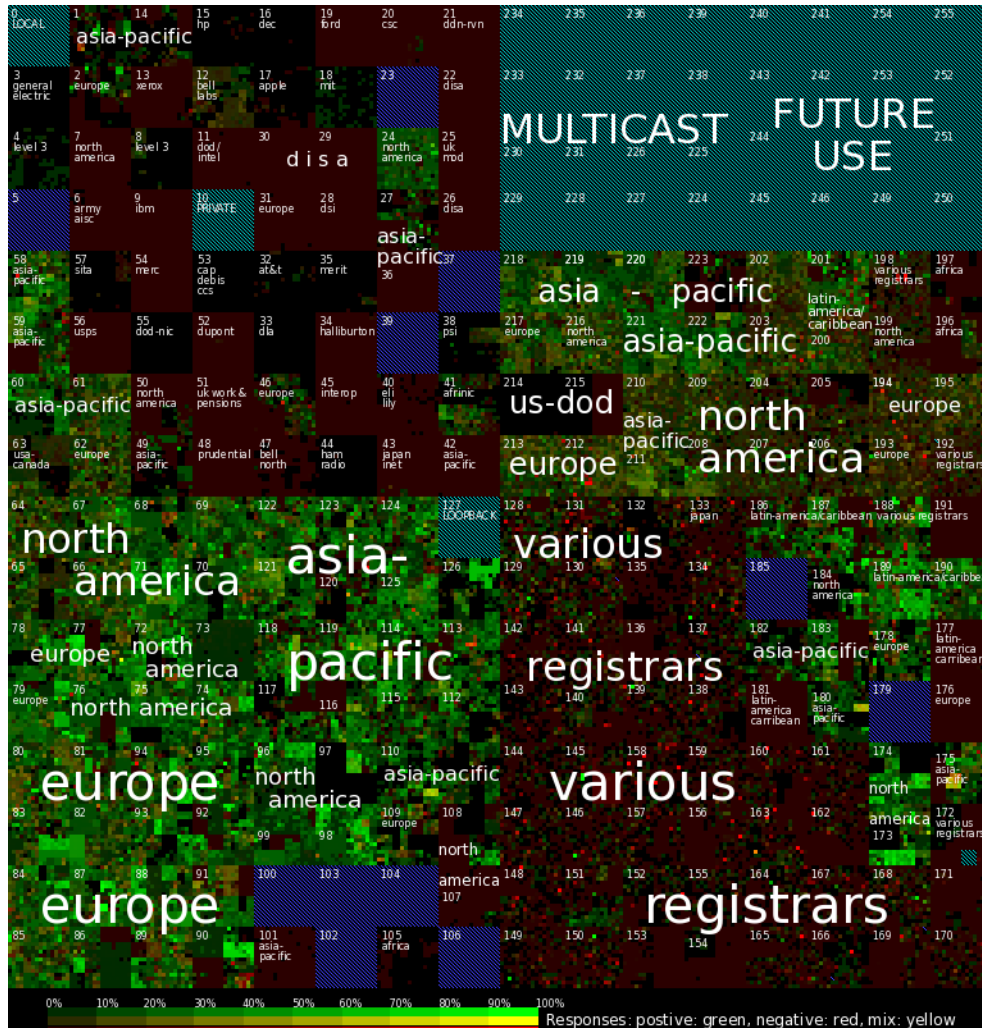 0 1 14 15 16 19 20 21 234 235 236 239 240 241 254 255
LOCAL hp dec ford csc ddn-rvn
asia-pacific
3 2 13 12 17 18 23 22 233 232 237 238 243 242 253 252
general europe xerox bell apple mit disa
electric labs
MULTICAST FUTURE
USE
4 7 8 11 30 29 24 25 230 231 226 225 244 251
level 3 north level 3 dod/ north uk
america intel america mod
d i s a
5 6 9 10 31 28 27 26 229 228 227 224 245 246 249 250
army ibm PRIVATE europe dsi disa
aisc
asia-
pacific
58 57 54 53 32 35 36 37 218 219 220 223 202 201 198 197
asia- sita merc cap at&t merit various africa
pacific debis registrars
ccs
asia - pacific
latin-
america/
caribbean
59 56 55 52 33 34 39 38 217 216 221 222 203 200 199 196
asia- usps dod-nic dupont dla halliburton psi europe north north africa
pacific america america
asia-pacific
60 61 50 51 46 45 40 41 214 215 210 209 204 205 194 195
asia-pacific north uk work & europe interop eli afrinic
america pensions lily
us-dod asia- north europe
pacific america
63 62 49 48 47 44 43 42 213 212 211 208 207 206 193 192
usa- europe asia- prudential bell ham japan asia- europe various
canada pacific north radio inet pacific registrars
europe
64 67 68 69 122 123 124 127 128 131 132 133 186 187 188 191
LOOPBACK japan latin-america/caribbean various registrars
north asia- various
america
65 66 71 70 121 120 125 126 129 130 135 134 185 184 189 190
north latin-america/caribbe
america
78 77 72 73 118 119 114 113 142 141 136 137 182 183 178 177
europe north asia-pacific europe latin-
america america
carribean
pacific registrars
79 76 75 74 117 116 115 112 143 140 139 138 181 180 179 176
europe north america latin- asia- europe
america pacific
carribean
80 81 94 95 96 97 110 144 145 158 159 160 161 174 175
europe north asia-pacific various asia-
america pacific
north
america
83 82 93 92 99 98 109 108 147 146 157 156 163 162 173 172
europe various
registrars
north
america
84 87 88 91 100 103 104 107 148 151 152 155 164 167 168 171
europe registrars
85 86 89 90 101 102 105 106 149 150 153 154 165 166 169 170
asia- africa
pacific
0% 10% 20% 30% 40% 50% 60% 70% 80% 90% 100%
Responses: postive: green, negative: red, mix: yellow